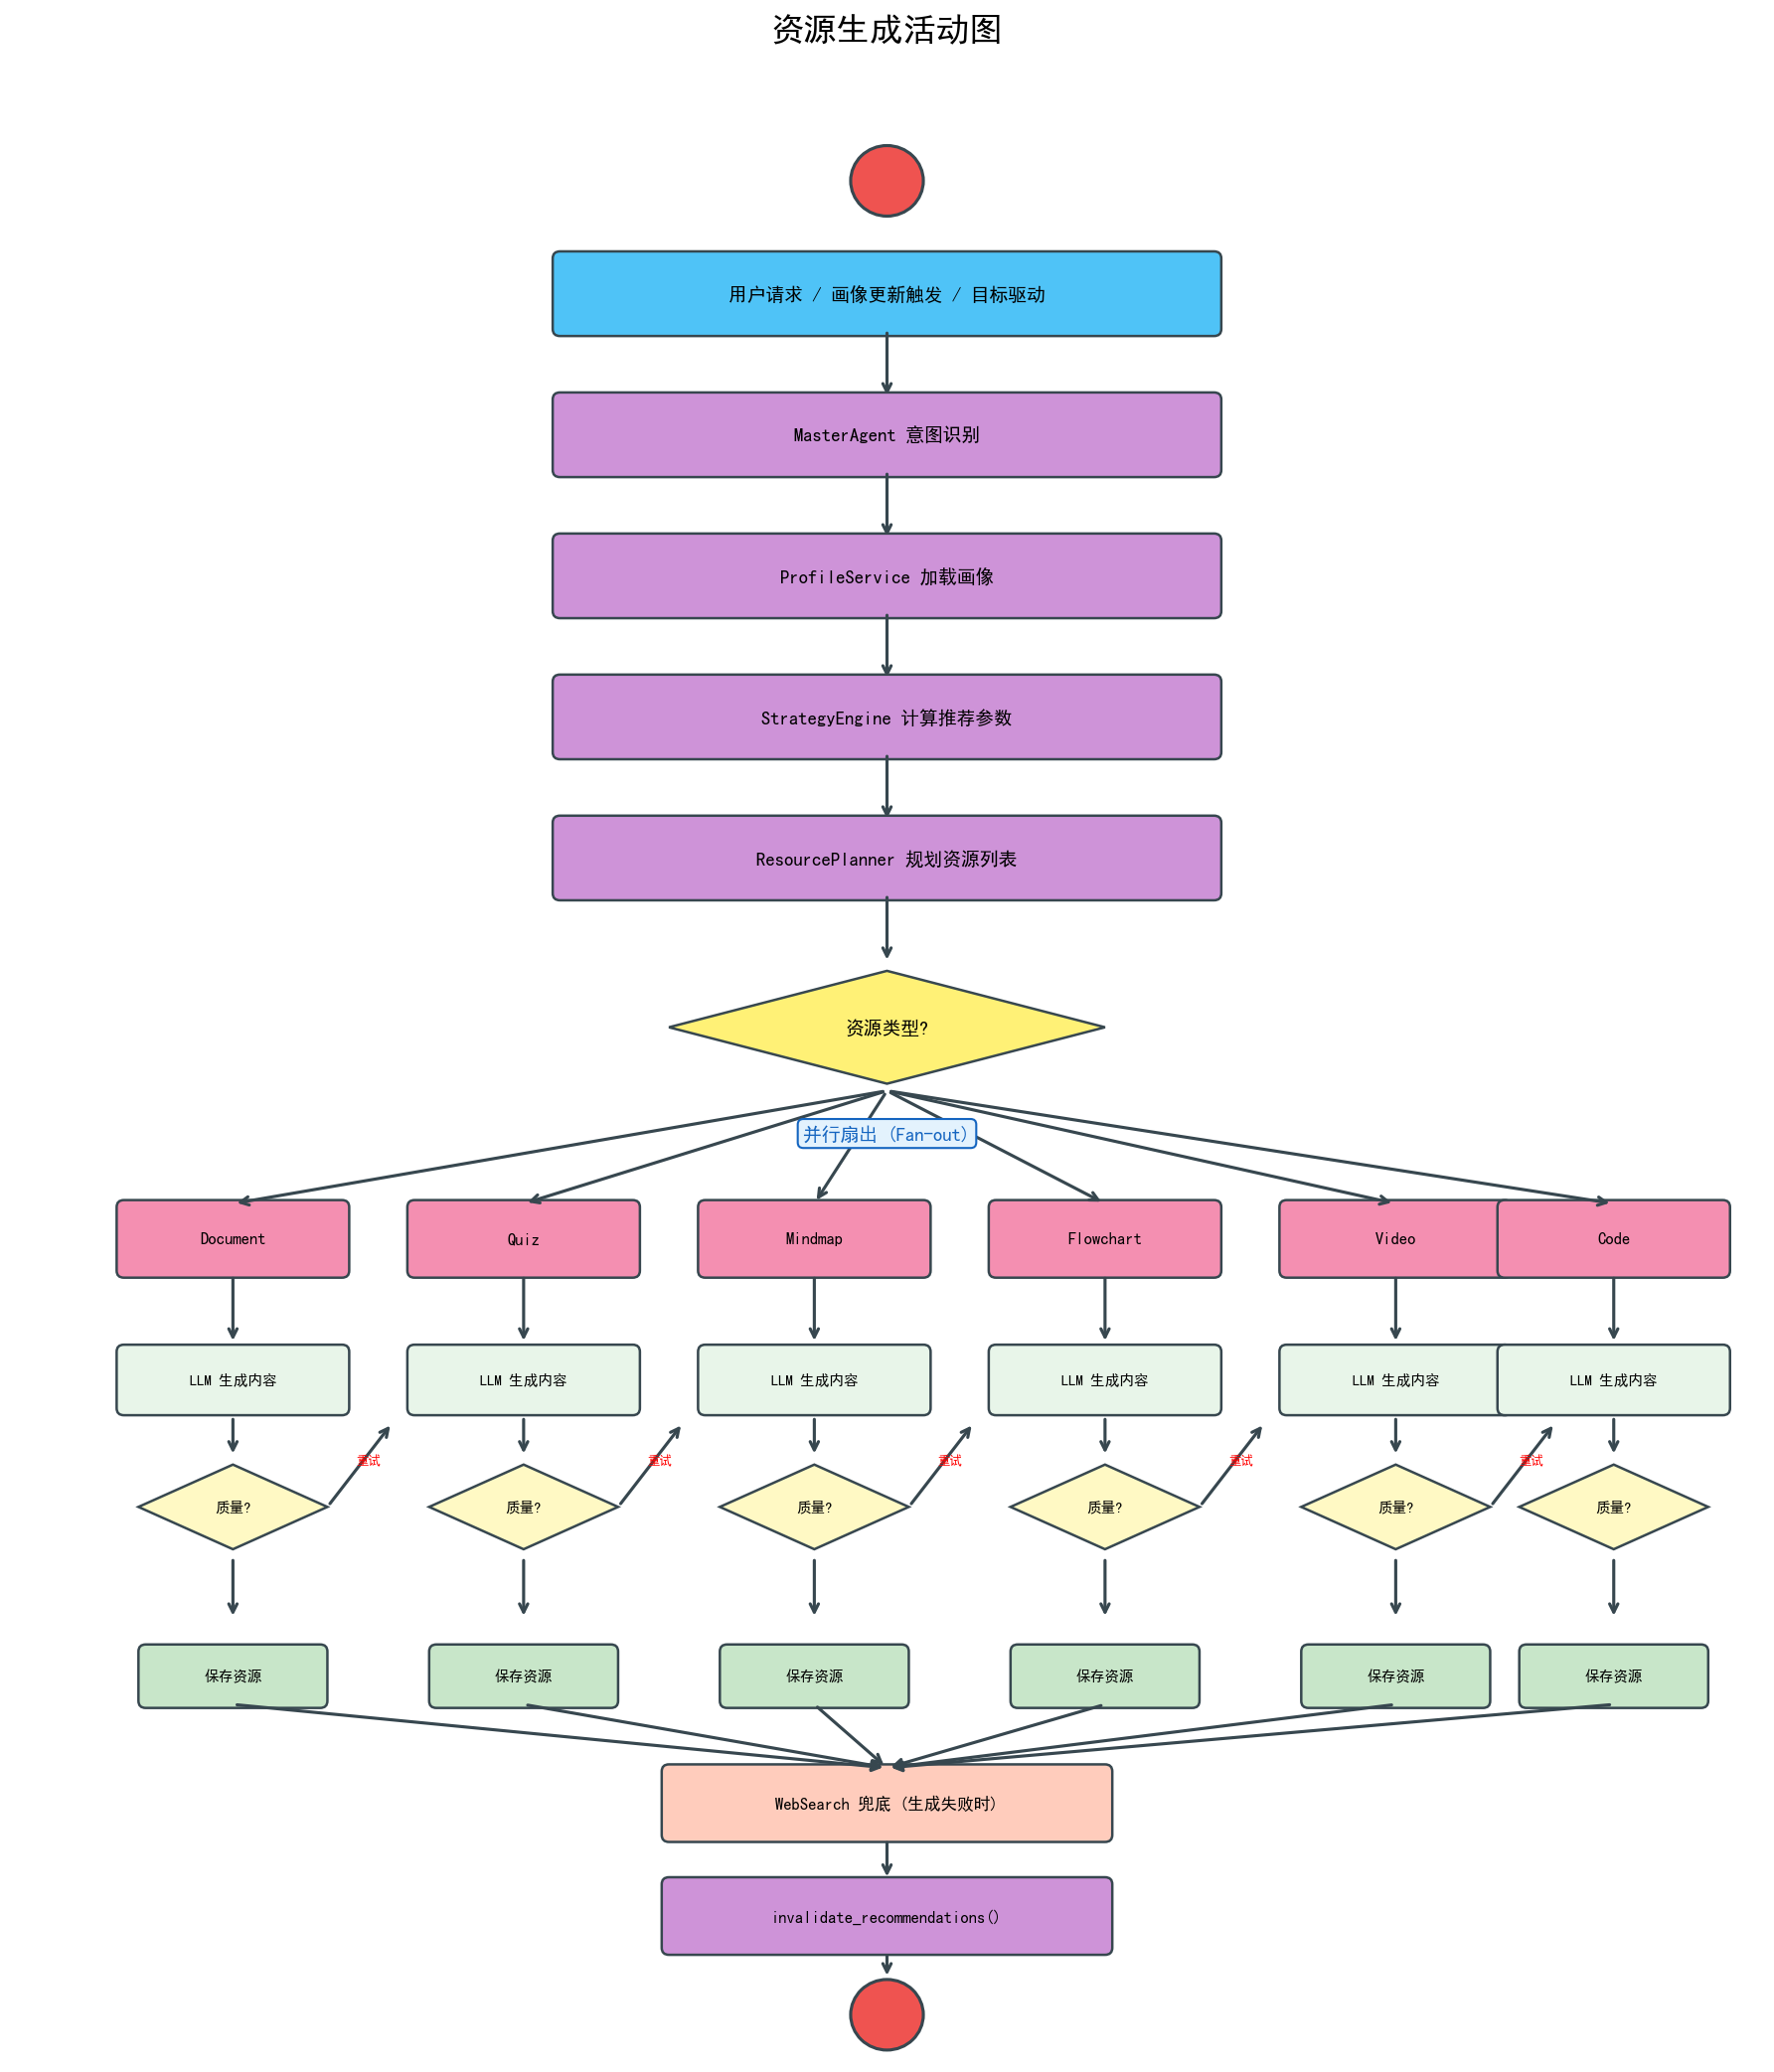 资源生成活动图
用户请求 / 画像更新触发 / 目标驱动
MasterAgent 意图识别
ProfileService 加载画像
StrategyEngine 计算推荐参数
ResourcePlanner 规划资源列表
资源类型?
并行扇出 (Fan-out)
Document
Quiz
Mindmap
Flowchart
Video
Code
LLM 生成内容
LLM 生成内容
LLM 生成内容
LLM 生成内容
LLM 生成内容
LLM 生成内容
重试
重试
重试
重试
重试
质量?
质量?
质量?
质量?
质量?
质量?
保存资源
保存资源
保存资源
保存资源
保存资源
保存资源
WebSearch 兜底 (生成失败时)
invalidate_recommendations()